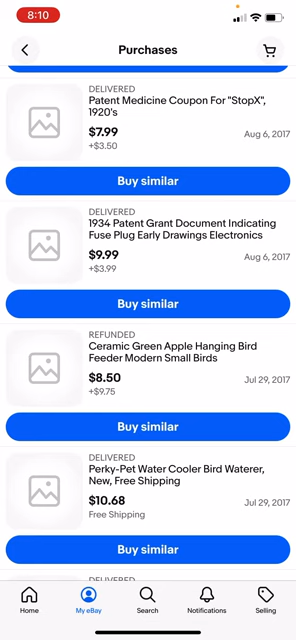 8:10
Purchases
DELIVERED
Patent Medicine Coupon For "StopX",
1920's
$7.99
Aug 6, 2017
+$3.50
Buy similar
DELIVERED
1934 Patent Grant Document Indicating
Fuse Plug Early Drawings Electronics
$9.99
Aug 6, 2017
+$3.99
Buy similar
REFUNDED
Ceramic Green Apple Hanging Bird
Feeder Modern Small Birds
$8.50
Jul 29, 2017
+$9.75
Buy similar
DELIVERED
Perky-Pet Water Cooler Bird Waterer,
New, Free Shipping
$10.68
Jul 29, 2017
Free Shipping
Buy similar
DELIVERED
Home
My eBay
Search
Notifications
Selling